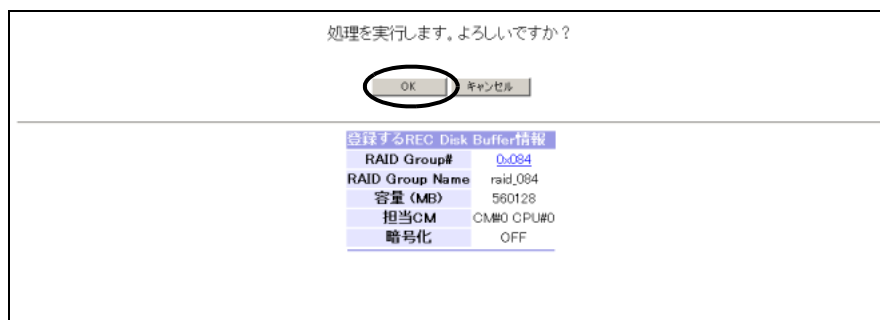 処理を実行します。よろしいですか？
OK キャンセル
登録するREC Disk Buffer情報
RAID Group# 0x084
RAID Group Name raid_084
容量 (MB) 560128
担当CM CM#0 CPU#0
暗号化 OFF